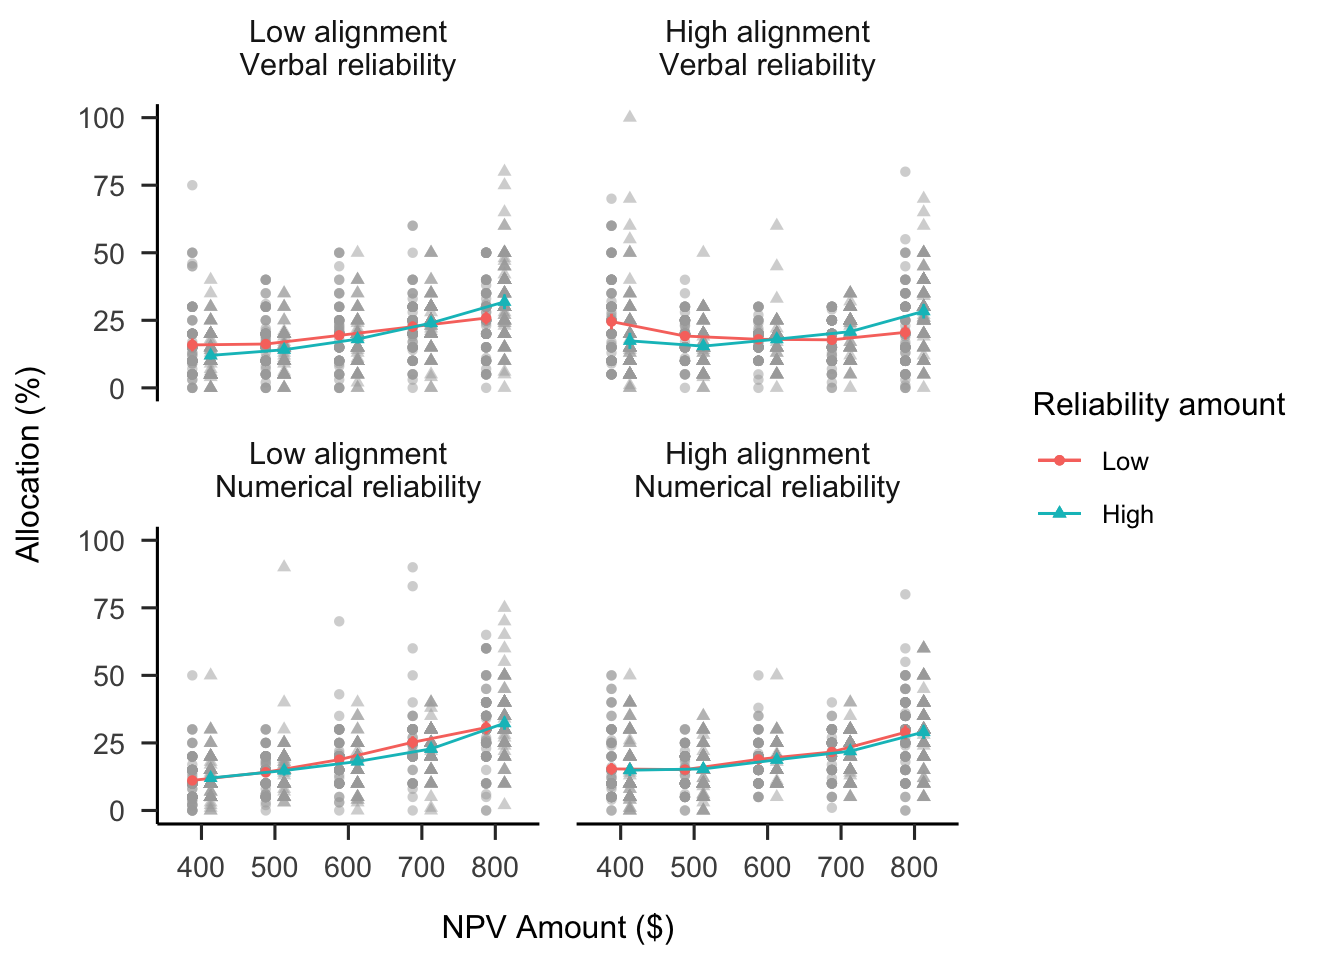 Low alignment
Verbal reliability
High alignment
Verbal reliability
100
75
50
25
0
Allocation (%)
Low alignment
Numerical reliability
High alignment
Numerical reliability
100
75
50
25
0
400 500 600 700 800
400 500 600 700 800
NPV Amount ($)
Reliability amount
Low
High